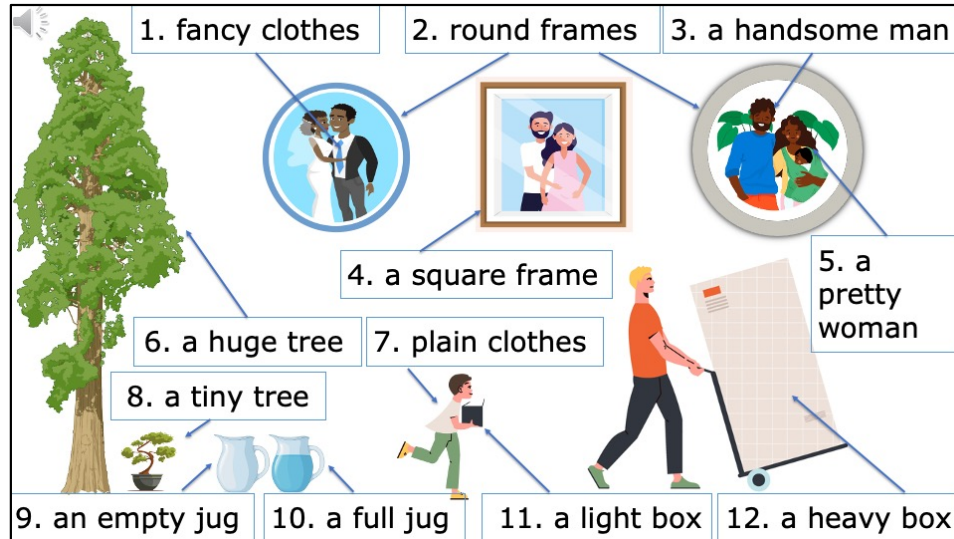 1. fancy clothes
2. round frames
3. a handsome man
4. a square frame
5. a
pretty
woman
6. a huge tree
7. plain clothes
8. a tiny tree
9. an empty jug
10. a full jug
11. a light box
12. a heavy box